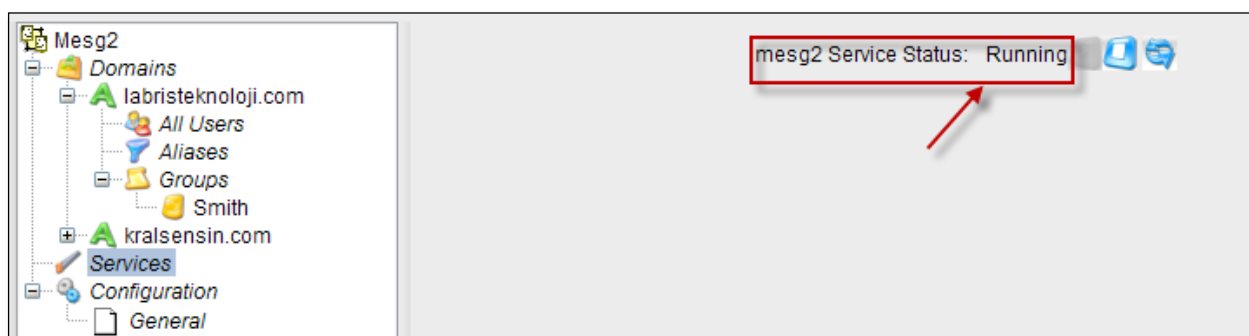 Mesg2
Domains
labristeknoloji.com
All Users
Aliases
Groups
Smith
kralsensin.com
Services
Configuration
General
mesg2 Service Status: Running